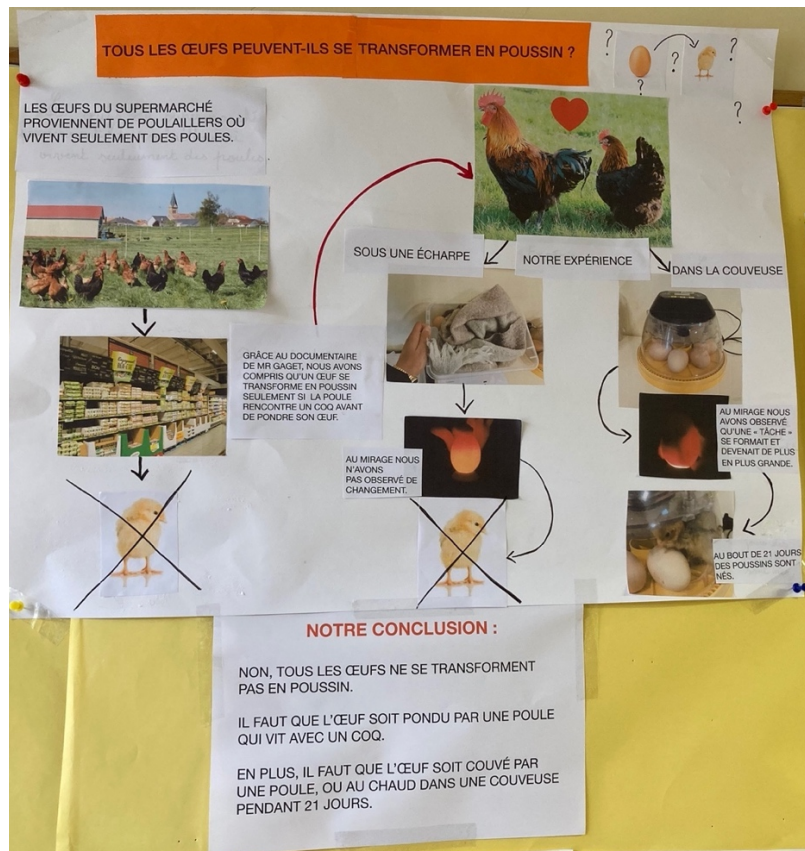 TOUS LES ŒUFS PEUVENT-ILS SE TRANSFORMER EN POUSSIN ?
? ? ? ? ?
LES ŒUFS DU SUPERMARCHÉ
PROVIENNENT DE POULAILLERS OÙ
VIVENT SEULEMENT DES POULES.
SOUS UNE ÉCHARPE
NOTRE EXPÉRIENCE
DANS LA COUVEUSE
GRÂCE AU DOCUMENTAIRE
DE MR GAGET, NOUS AVONS
COMPRIS QU'UN ŒUF SE
TRANSFORME EN POUSSIN
SEULEMENT SI LA POULE
RENCONTRE UN COQ AVANT
DE PONDRE SON ŒUF.
AU MIRAGE NOUS
N'AVONS
PAS OBSERVÉ DE
CHANGEMENT.
AU MIRAGE NOUS
AVONS OBSERVÉ
QU'UNE « TÂCHE »
SE FORMAIT ET
DEVENAIT DE PLUS
EN PLUS GRANDE.
AU BOUT DE 21 JOURS
DES POUSSINS SONT
NÉS.
NOTRE CONCLUSION :
NON, TOUS LES ŒUFS NE SE TRANSFORMENT
PAS EN POUSSIN.
IL FAUT QUE L'ŒUF SOIT PONDU PAR UNE POULE
QUI VIT AVEC UN COQ.
EN PLUS, IL FAUT QUE L'ŒUF SOIT COUVÉ PAR
UNE POULE, OU AU CHAUD DANS UNE COUVEUSE
PENDANT 21 JOURS.